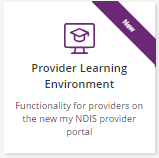 New
Provider Learning
Environment
Functionality for providers on
the new my NDIS provider
portal